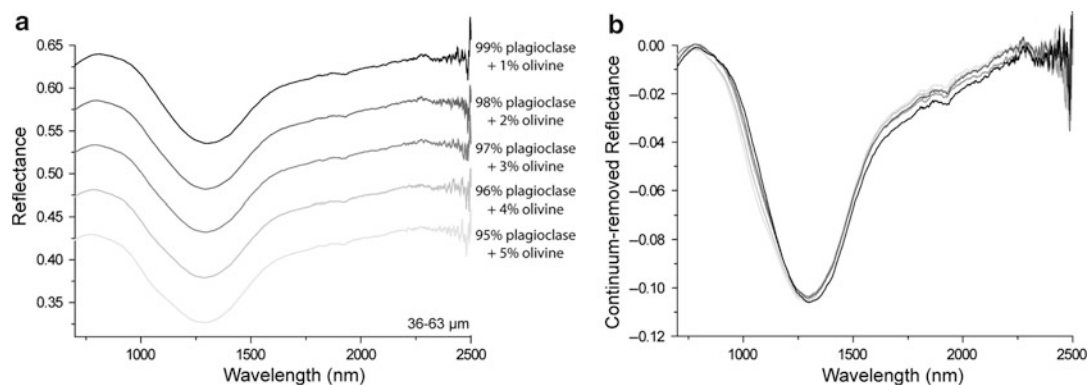 a
0.65
0.60
0.55
0.50
0.45
0.40
0.35
Reflectance
1000
1500
2000
2500
Wavelength (nm)
99% plagioclase
+ 1% olivine
98% plagioclase
+ 2% olivine
97% plagioclase
+ 3% olivine
96% plagioclase
+ 4% olivine
95% plagioclase
+ 5% olivine
36-63 μm
b
0.00
–0.02
–0.04
–0.06
–0.08
–0.10
–0.12
Continuum-removed Reflectance
1000
1500
2000
2500
Wavelength (nm)